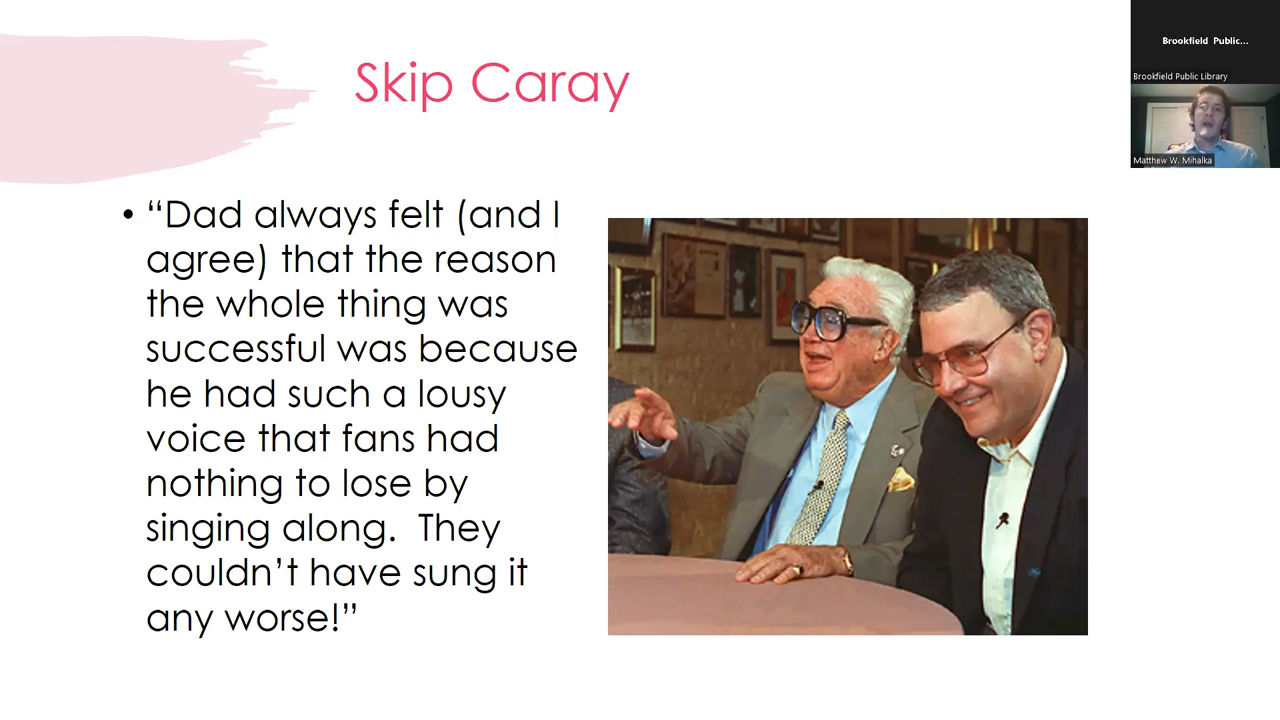 Skip Caray
Brookfield Public...
Brookfield Public Library
Matthew W. Mihalka
• “Dad always felt (and I
agree) that the reason
the whole thing was
successful was because
he had such a lousy
voice that fans had
nothing to lose by
singing along.  They
couldn’t have sung it
any worse!”